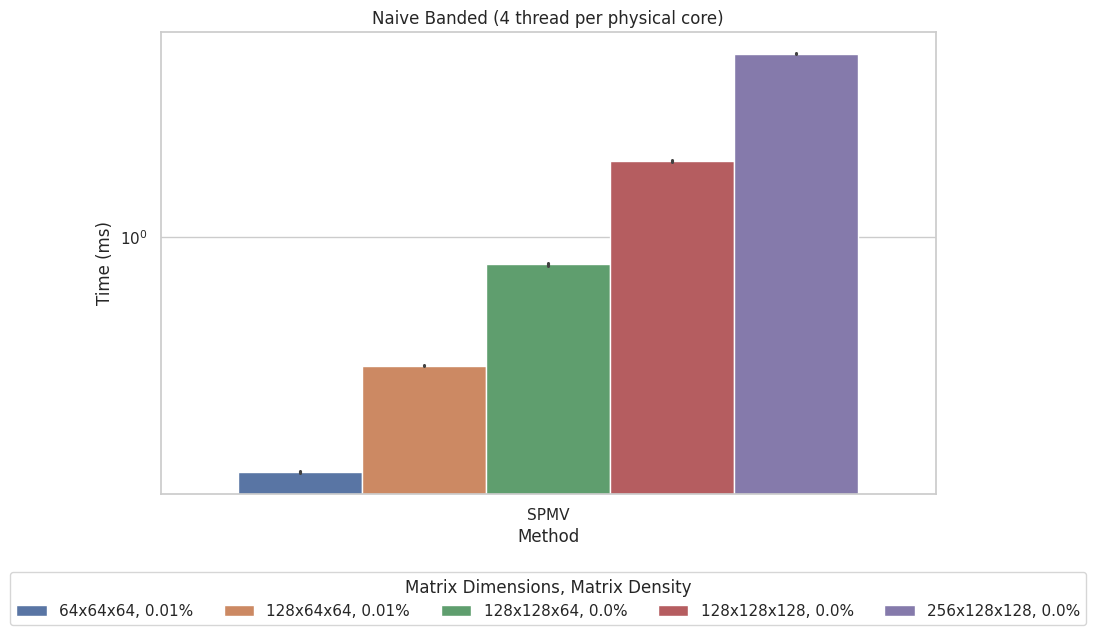 Naive Banded (4 thread per physical core)
Time (ms)
10⁰
SPMV
Method
Matrix Dimensions, Matrix Density
64x64x64, 0.01%
128x64x64, 0.01%
128x128x64, 0.0%
128x128x128, 0.0%
256x128x128, 0.0%